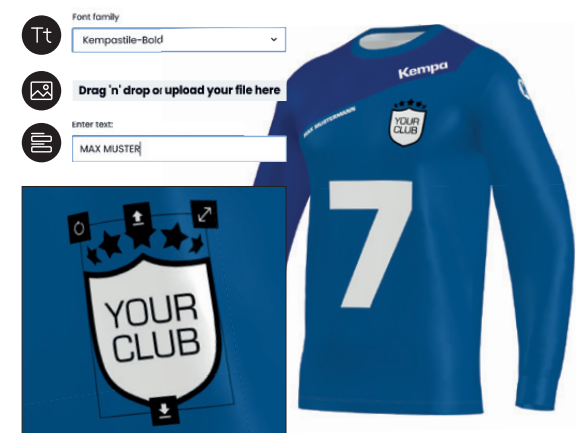 Font family
Tt
Kempastile-Bold
Drag 'n' drop or upload your file here
Enter text:
MAX MUSTER
Kempa
MAX MUSTERMANN
YOUR
CLUB
7
YOUR
CLUB